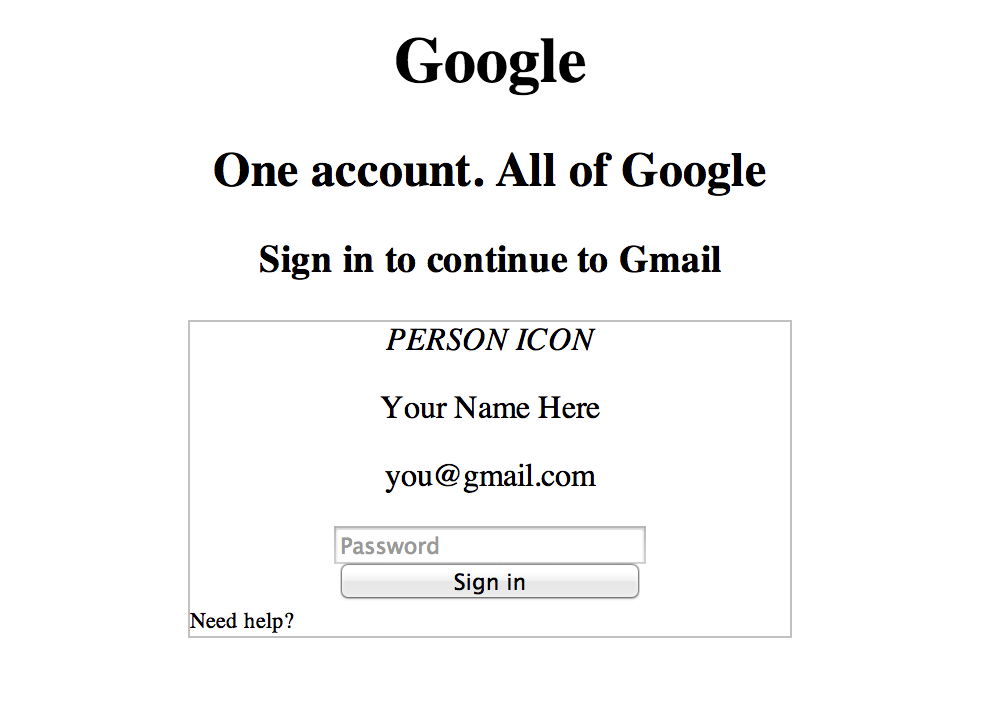 Google
One account. All of Google
Sign in to continue to Gmail
PERSON ICON
Your Name Here
you@gmail.com
Password
Sign in
Need help?